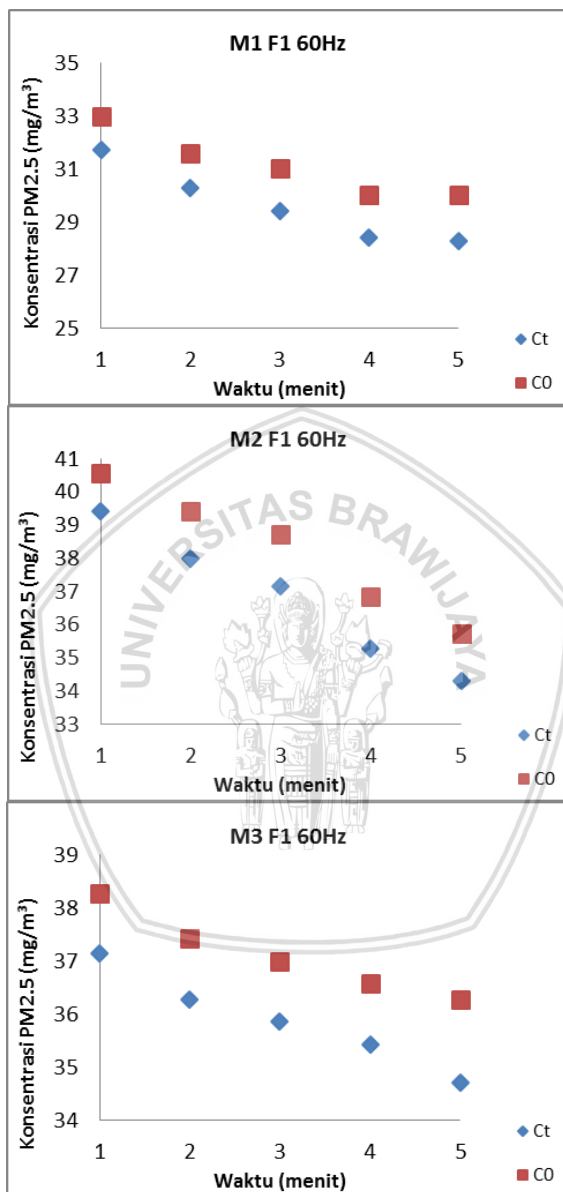 M1 F1 60Hz
Konsentrasi PM2.5 (mg/m³)
35
33
31
29
27
25
1 2 3 4 5
Waktu (menit)
Ct
C0
M2 F1 60Hz
Konsentrasi PM2.5 (mg/m³)
41
40
39
38
37
36
35
34
33
1 2 3 4 5
Waktu (menit)
Ct
C0
UNIVERSITAS BRAWIJAYA
M3 F1 60Hz
Konsentrasi PM2.5 (mg/m³)
39
38
37
36
35
34
1 2 3 4 5
Waktu (menit)
Ct
C0